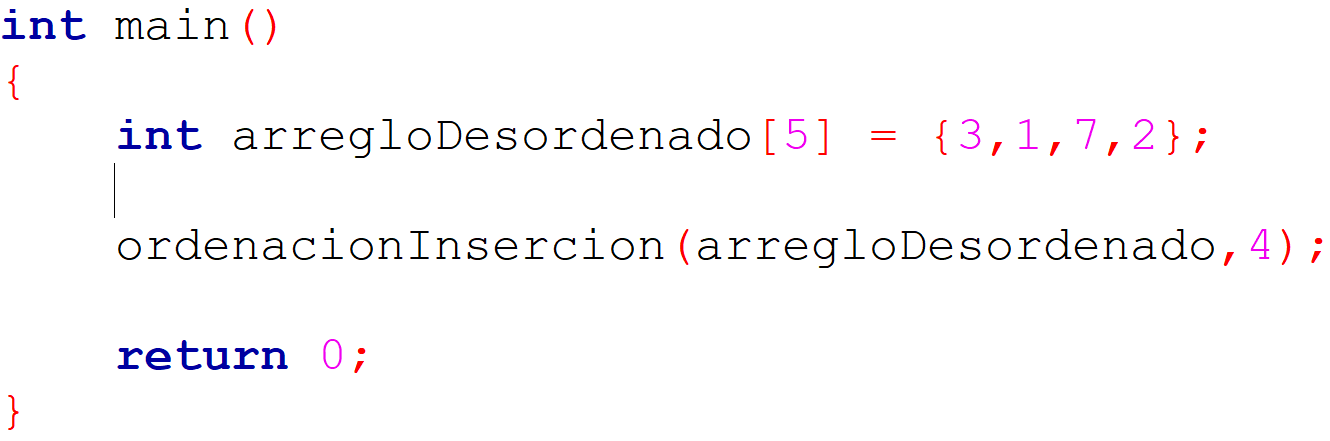 int main()
{
    int arregloDesordenado[5] = {3,1,7,2};
    ordenacionInsercion(arregloDesordenado,4);
    return 0;
}